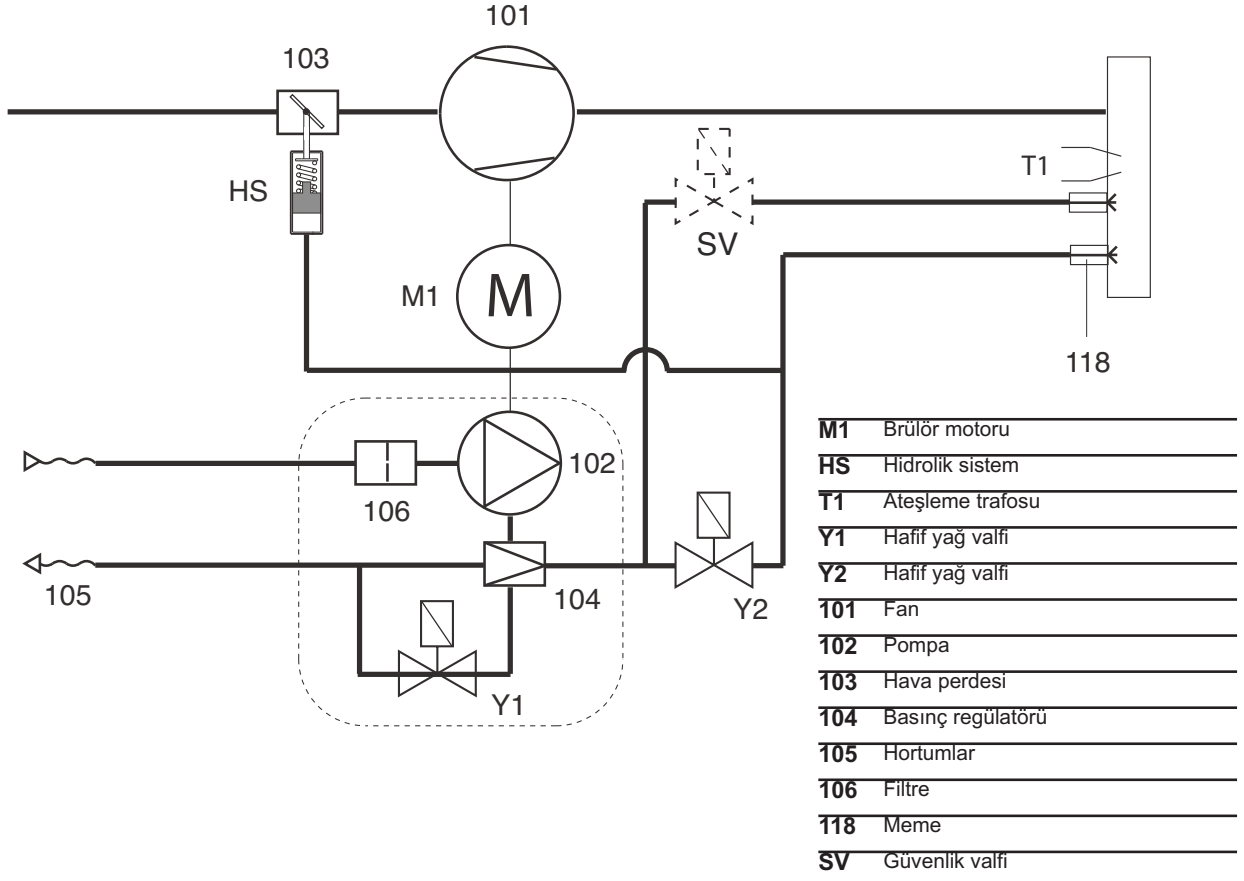 101
103
T1
HS
SV
M1
M
118
102
106
105
104
Y2
Y1
M1 Brülör motoru
HS Hidrolik sistem
T1 Ateşleme trafosu
Y1 Hafif yağ valfi
Y2 Hafif yağ valfi
101 Fan
102 Pompa
103 Hava perdesi
104 Basınç regülatörü
105 Hortumlar
106 Filtre
118 Meme
SV Güvenlik valfi